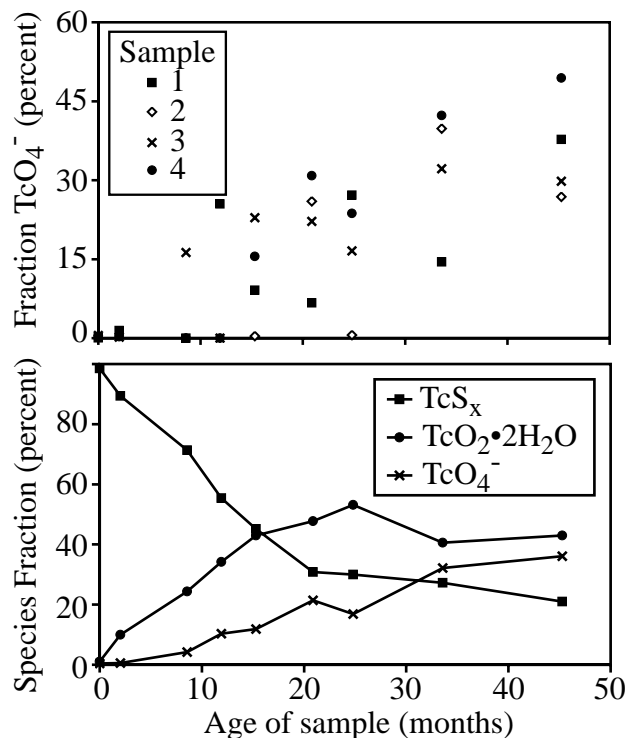 Fraction TcO₄⁻ (percent)
60
45
30
15
0
Sample
1
2
3
4
Species Fraction (percent)
80
60
40
20
0
TcSₓ
TcO₂•2H₂O
TcO₄⁻
0
10
20
30
40
50
Age of sample (months)